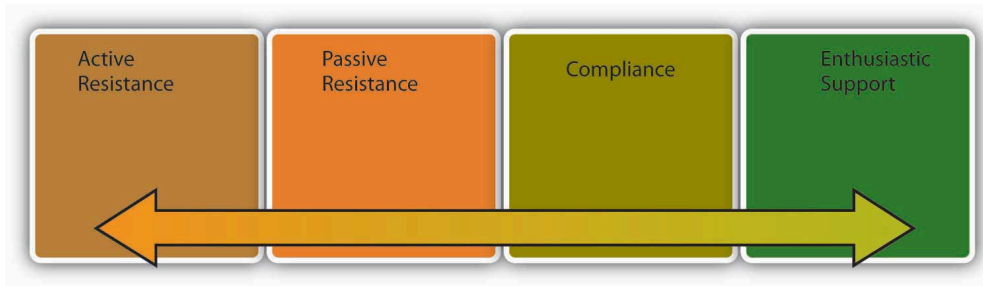 Active
Resistance
Passive
Resistance
Compliance
Enthusiastic
Support